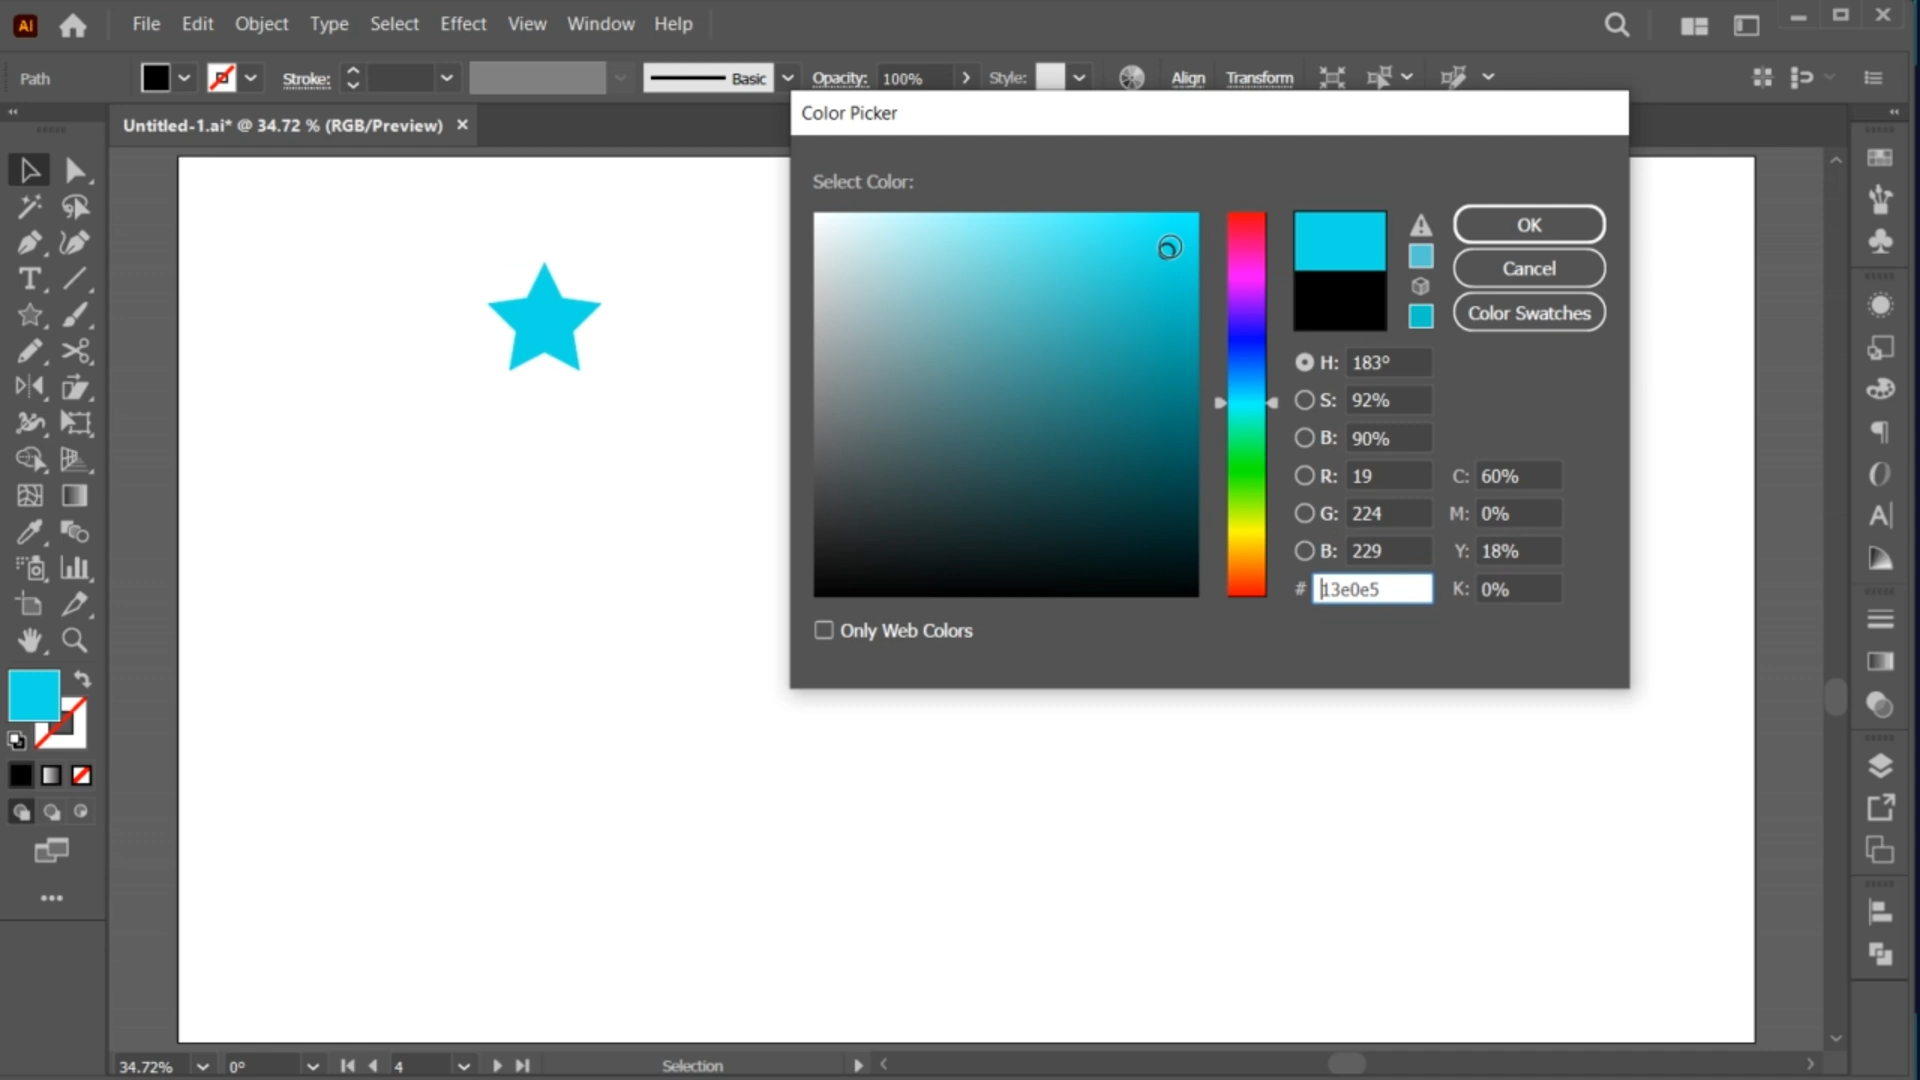 Ai File Edit Object Type Select Effect View Window Help
Path Stroke: Basic Opacity: 100% Style: Align Transform
Untitled-1.ai* @ 34.72 % (RGB/Preview)
Color Picker
Select Color:
OK
Cancel
Color Swatches
H: 183°
S: 92%
B: 90%
R: 19 C: 60%
G: 224 M: 0%
B: 229 Y: 18%
# 13e0e5 K: 0%
Only Web Colors
34.72% 0° 4 Selection